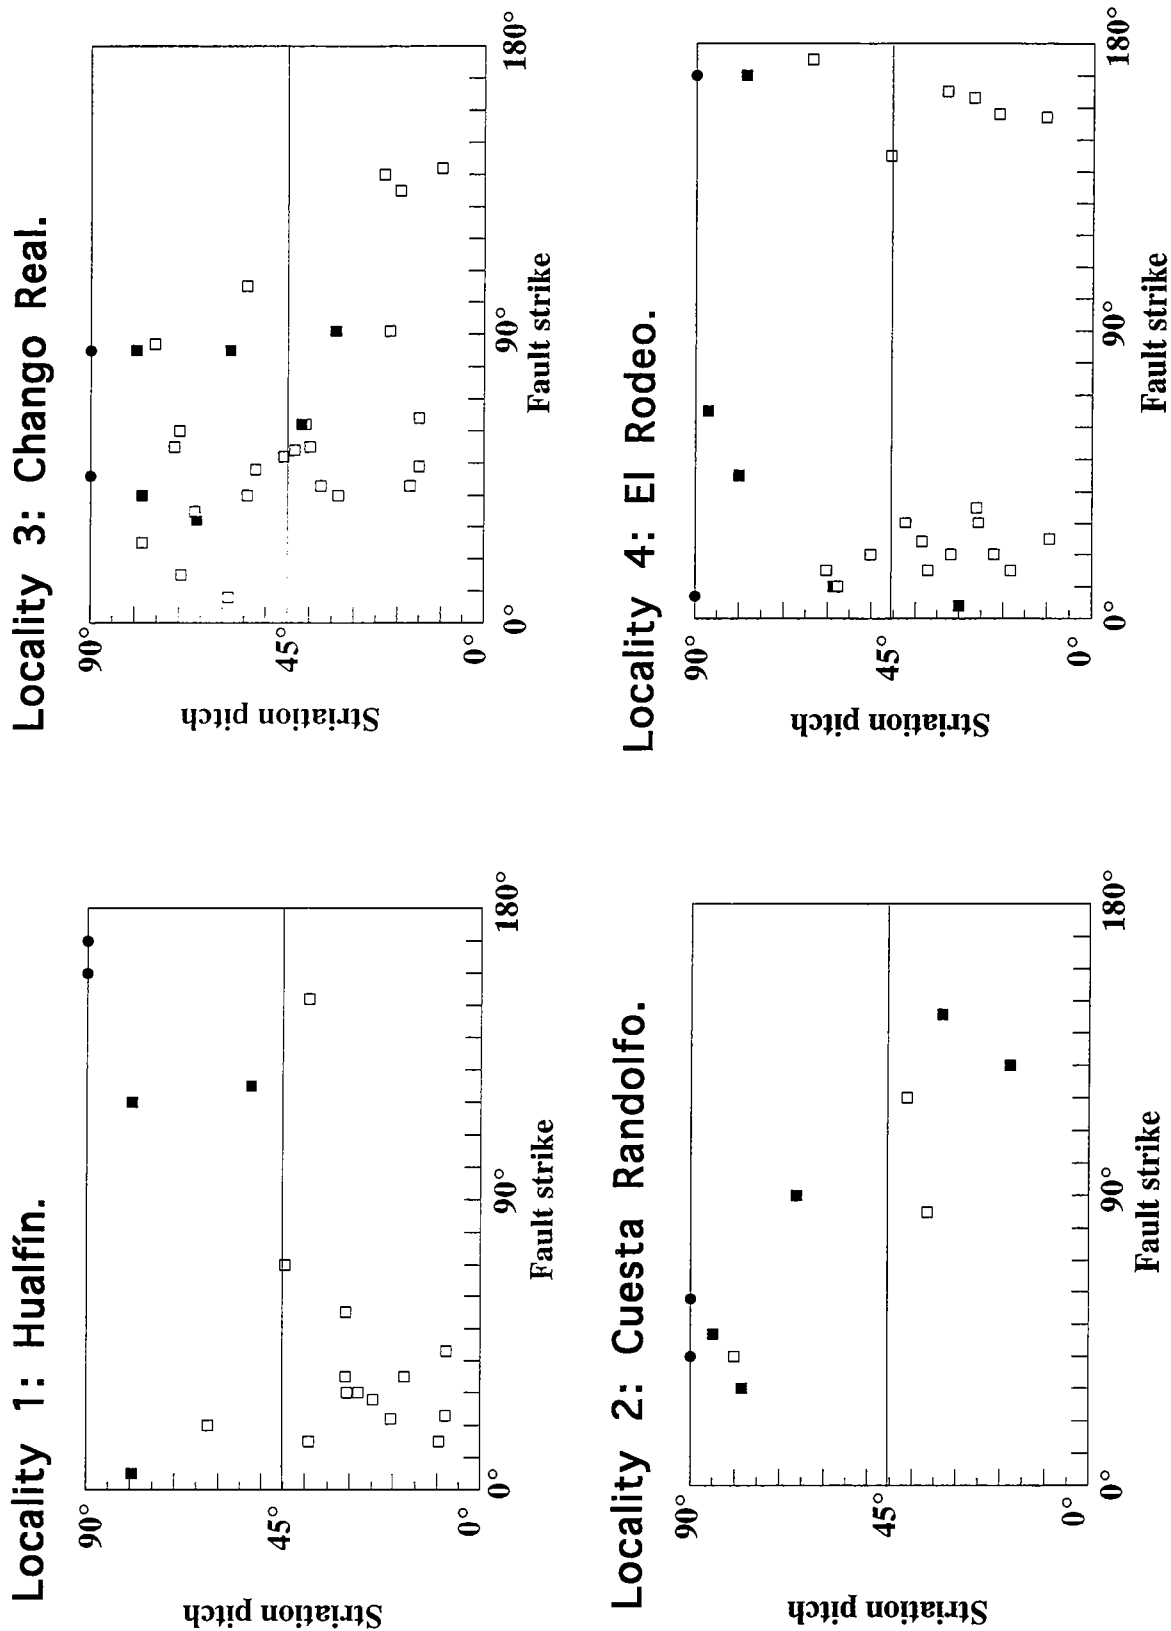 Locality 1: Hualfín.
90°
45°
0°
Striation pitch
0°
90°
180°
Fault strike
Locality 3: Chango Real.
90°
45°
0°
Striation pitch
0°
90°
180°
Fault strike
Locality 2: Cuesta Randolfo.
90°
45°
0°
Striation pitch
0°
90°
180°
Fault strike
Locality 4: El Rodeo.
90°
45°
0°
Striation pitch
0°
90°
180°
Fault strike